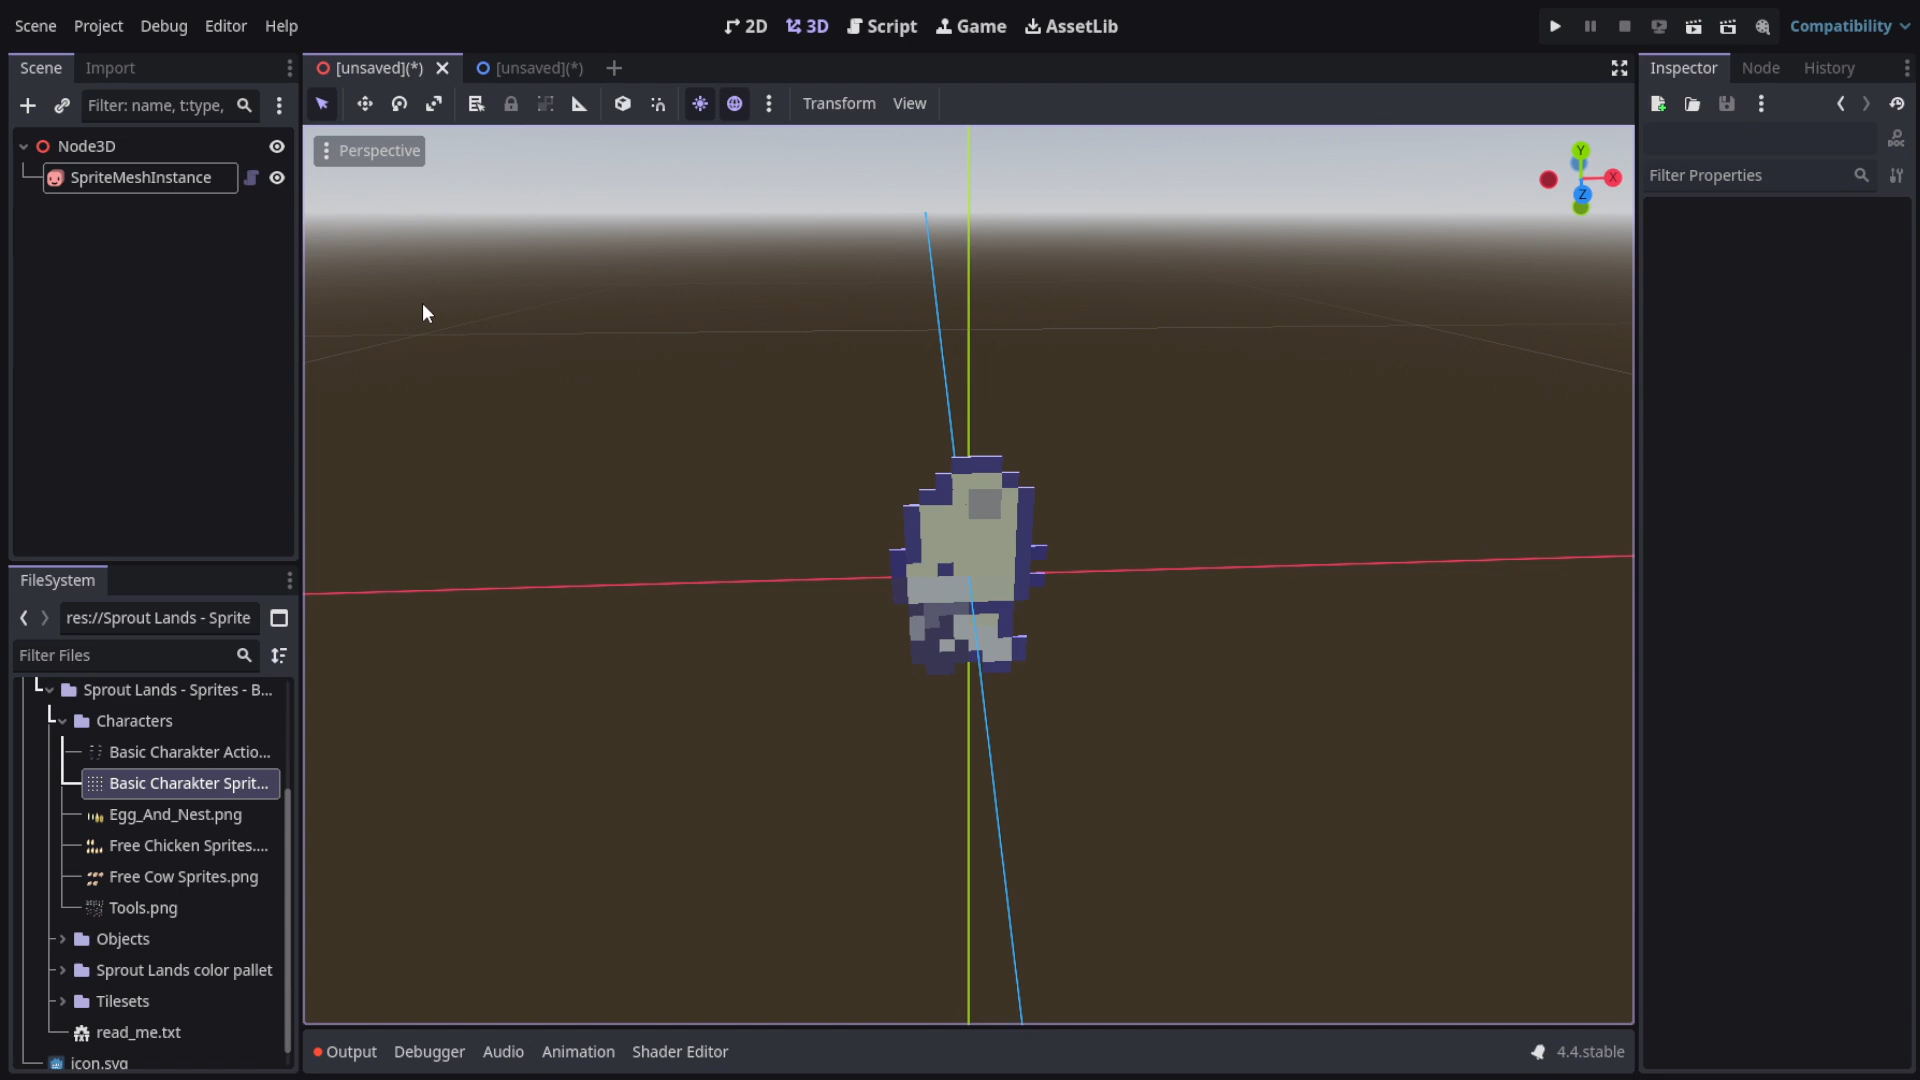 Scene Project Debug Editor Help
2D 3D Script Game AssetLib
Compatibility
Scene Import
[unsaved](*) [unsaved](*)
Inspector Node History
Filter: name, t:type,
Transform View
Node3D
SpriteMeshInstance
Perspective
Y
X
Z
Filter Properties
FileSystem
res://Sprout Lands - Sprite
Filter Files
Sprout Lands - Sprites - B...
Characters
Basic Charakter Actio...
Basic Charakter Sprit...
Egg_And_Nest.png
Free Chicken Sprites....
Free Cow Sprites.png
Tools.png
Objects
Sprout Lands color pallet
Tilesets
read_me.txt
icon.svg
Output Debugger Audio Animation Shader Editor
4.4.stable